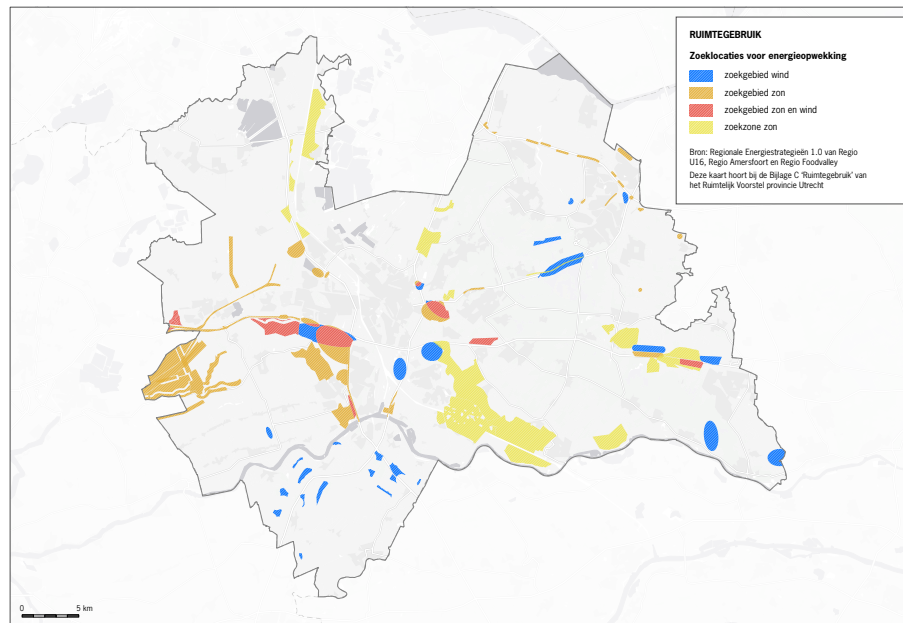 RUIMTEGEBRUIK
Zoeklocaties voor energieopwekking
zoekgebied wind
zoekgebied zon
zoekgebied zon en wind
zoekzone zon
Bron: Regionale Energiestrategieën 1.0 van Regio
U16, Regio Amersfoort en Regio Foodvalley
Deze kaart hoort bij de Bijlage C ‘Ruimtegebruik’ van
het Ruimtelijk Voorstel provincie Utrecht
0 5 km